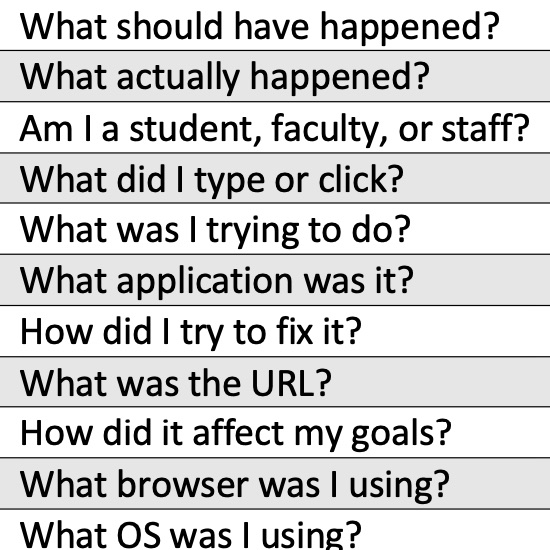 What should have happened?
What actually happened?
Am I a student, faculty, or staff?
What did I type or click?
What was I trying to do?
What application was it?
How did I try to fix it?
What was the URL?
How did it affect my goals?
What browser was I using?
What OS was I using?